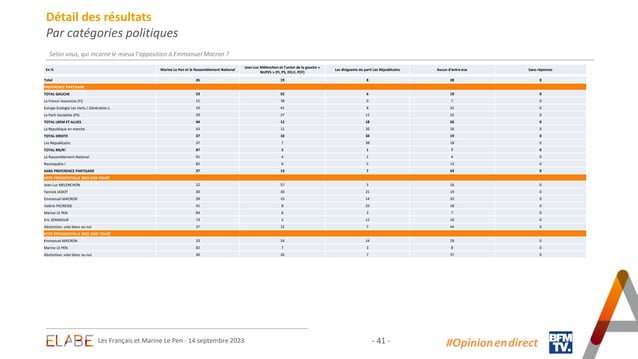 Détail des résultats
Par catégories politiques
Selon vous, qui incarne le mieux l'opposition à Emmanuel Macron ?
En % Marine Le Pen et le Rassemblement National Jean-Luc Mélenchon et l'union de la gauche « NUPES » (FI, PS, EELV, PCF) Les dirigeants du parti Les Républicains Aucun d'entre eux Sans réponses
Total 45 19 8 28 0
PREFERENCE PARTISANE
TOTAL GAUCHE 23 52 6 19 0
La France Insoumise (FI) 15 78 0 7 0
Europe Ecologie Les Verts / Génération.s 19 41 8 32 0
Le Parti Socialiste (PS) 29 37 11 23 0
TOTAL LREM ET ALLIES 44 12 18 26 0
La République en marche 43 11 20 26 0
TOTAL DROITE 37 10 34 19 0
Les Républicains 37 7 38 18 0
TOTAL RN/R! 87 5 1 7 0
Le Rassemblement National 91 4 1 4 0
Reconquête ! 82 0 5 13 0
SANS PREFERENCE PARTISANE 37 13 7 43 0
VOTE PRESIDENTIELLE 2022 (1ER TOUR)
Jean-Luc MELENCHON 22 57 5 16 0
Yannick JADOT 30 30 21 19 0
Emmanuel MACRON 39 15 14 32 0
Valérie PECRESSE 41 8 33 18 0
Marine LE PEN 84 6 3 7 0
Eric ZEMMOUR 73 5 12 10 0
Abstention, vote blanc ou nul 37 12 7 44 0
VOTE PRESIDENTIELLE 2022 (2ND TOUR)
Emmanuel MACRON 33 24 14 29 0
Marine LE PEN 82 7 3 8 0
Abstention, vote blanc ou nul 30 26 7 37 0
ELABE Les Français et Marine Le Pen - 14 septembre 2023 - 41 - #Opinion en direct BFM TV.